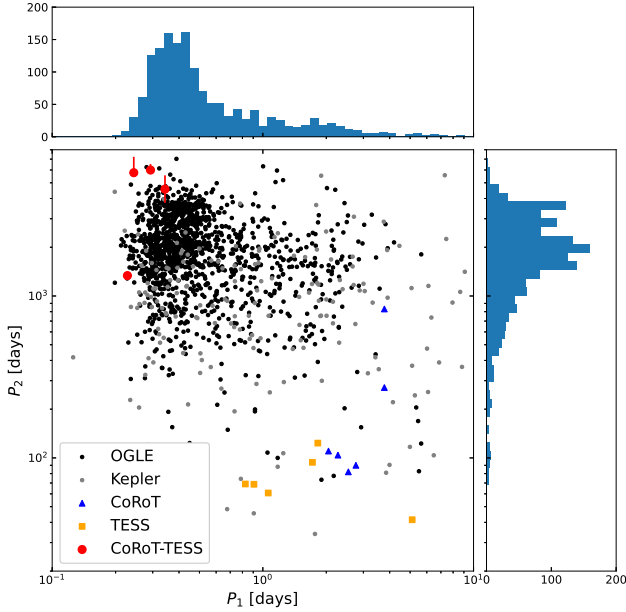 200
150
100
50
0
P₂ [days]
10³
10²
OGLE
Kepler
CoRoT
TESS
CoRoT-TESS
10⁻¹ 10⁰ 10¹ 0 100 200
P₁ [days]